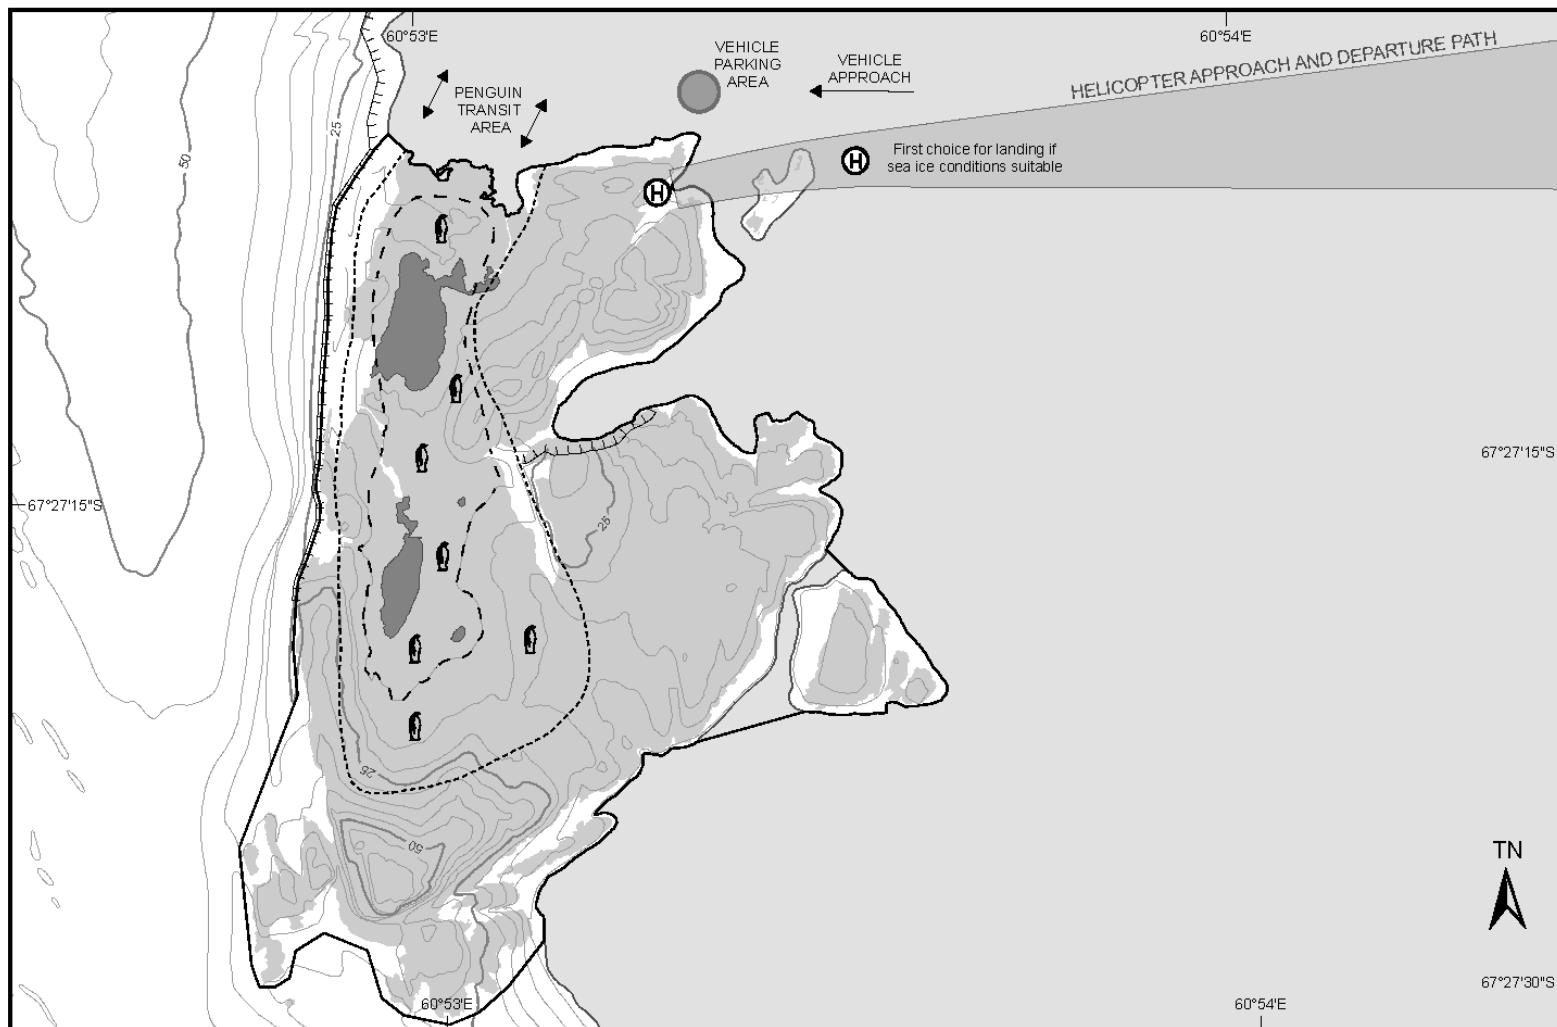 60°53'E
60°54'E
VEHICLE
PARKING
AREA
VEHICLE
APPROACH
HELICOPTER APPROACH AND DEPARTURE PATH
PENGUIN
TRANSIT
AREA
25
50
H
First choice for landing if
sea ice conditions suitable
H
67°27'15"S
67°27'15"S
25
25
50
TN
67°27'30"S
60°53'E
60°54'E